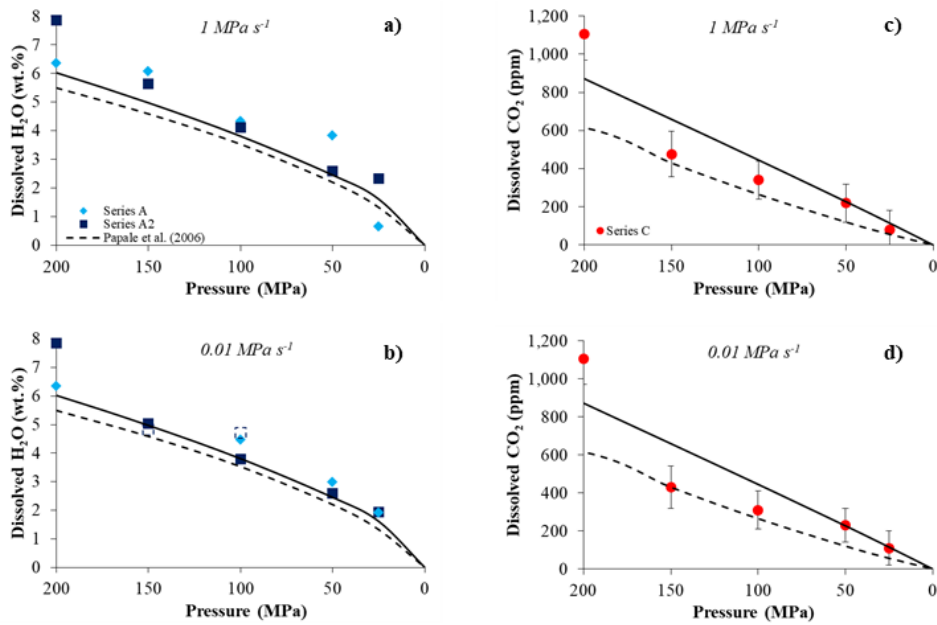 1 MPa s⁻¹
a)
Dissolved H₂O (wt.%)
8
7
6
5
4
3
2
1
0
Series A
Series A2
Papale et al. (2006)
200 150 100 50 0
Pressure (MPa)
1 MPa s⁻¹
c)
Dissolved CO₂ (ppm)
1,200
1,000
800
600
400
200
0
Series C
200 150 100 50 0
Pressure (MPa)
0.01 MPa s⁻¹
b)
Dissolved H₂O (wt.%)
8
7
6
5
4
3
2
1
0
200 150 100 50 0
Pressure (MPa)
0.01 MPa s⁻¹
d)
Dissolved CO₂ (ppm)
1,200
1,000
800
600
400
200
0
200 150 100 50 0
Pressure (MPa)